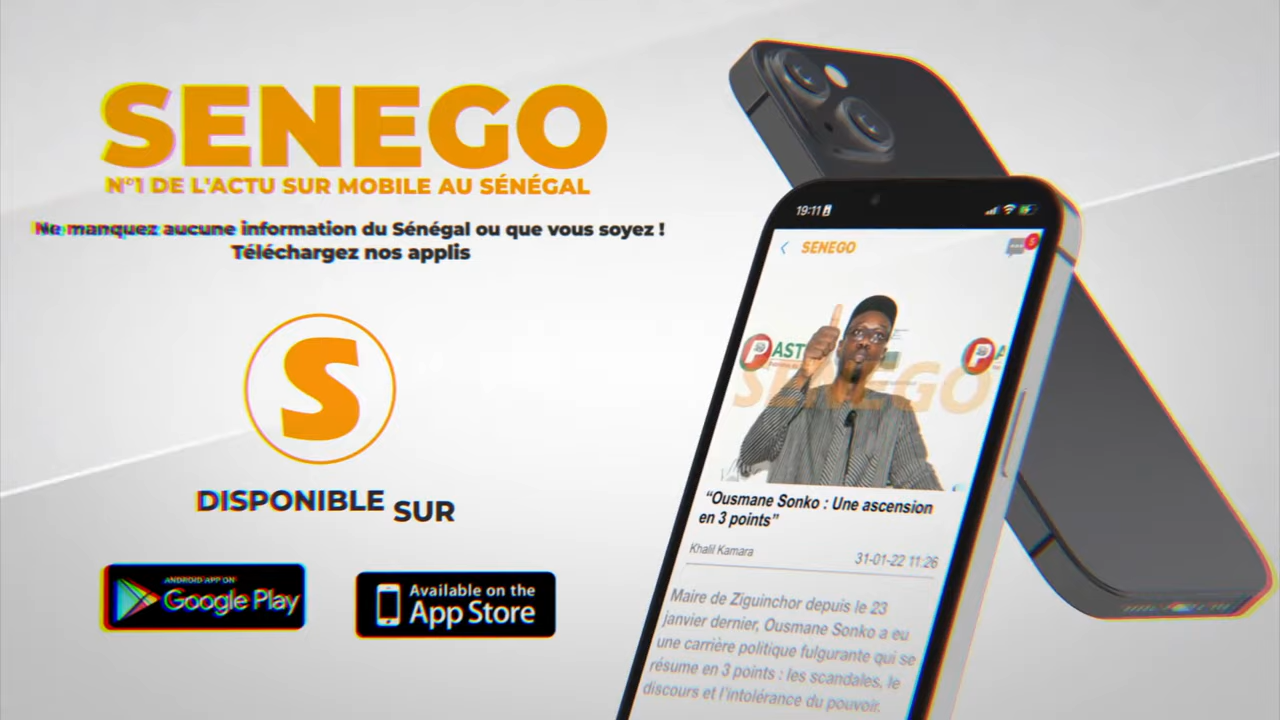 SENEGO
N°1 DE L'ACTU SUR MOBILE AU SÉNÉGAL
Ne manquez aucune information du Sénégal ou que vous soyez !
Téléchargez nos applis
S
DISPONIBLE SUR
ANDROID APP ON
Google Play
Available on the
App Store
19:11
SENEGO
5
PAST
PA
SENEGO
“Ousmane Sonko : Une ascension
en 3 points”
Khalil Kamara
31-01-22 11:26
Maire de Ziguinchor depuis le 23
janvier dernier, Ousmane Sonko a eu
une carrière politique fulgurante qui se
résume en 3 points : les scandales, le
discours et l'intolérance du pouvoir.